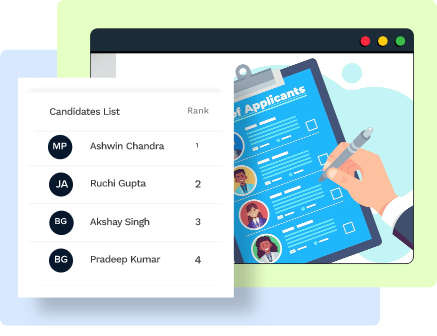 Candidates List Rank
MP Ashwin Chandra 1
JA Ruchi Gupta 2
BG Akshay Singh 3
BG Pradeep Kumar 4
of Applicants